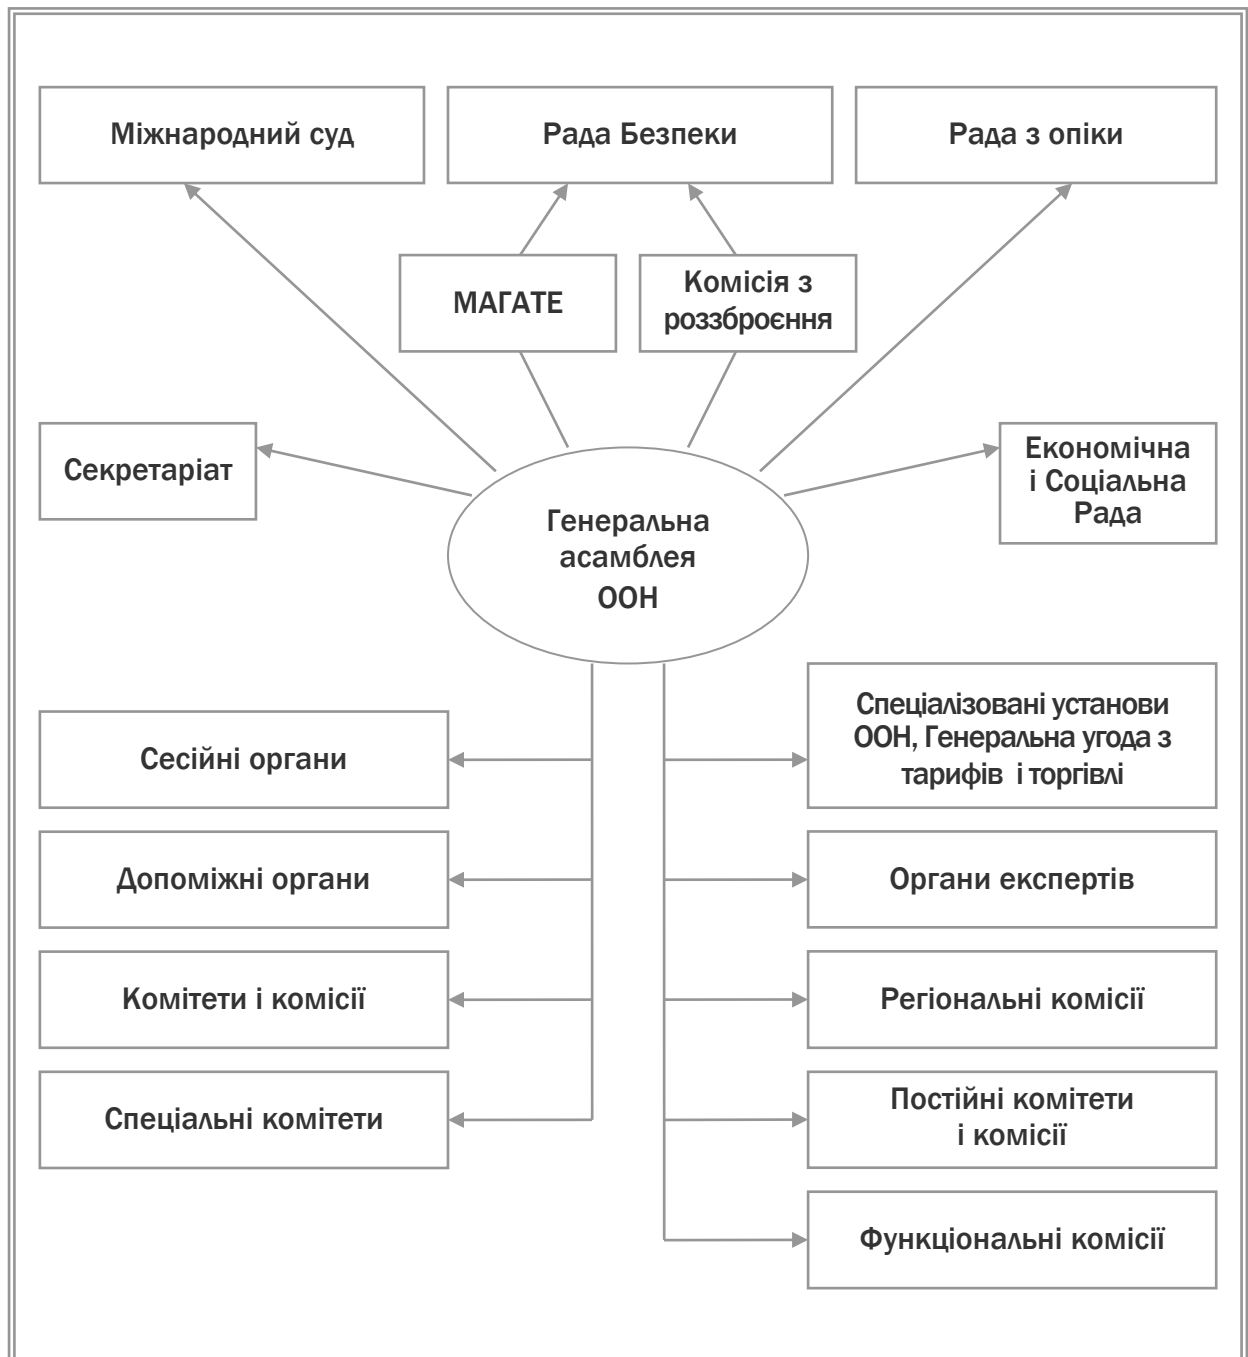 Міжнародний суд
Рада Безпеки
Рада з опіки
МАГАТЕ
Комісія з
роззброєння
Секретаріат
Економічна
і Соціальна
Рада
Генеральна
асамблея
ООН
Сесійні органи
Допоміжні органи
Комітети і комісії
Спеціальні комітети
Спеціалізовані установи
ООН, Генеральна угода з
тарифів і торгівлі
Органи експертів
Регіональні комісії
Постійні комітети
і комісії
Функціональні комісії